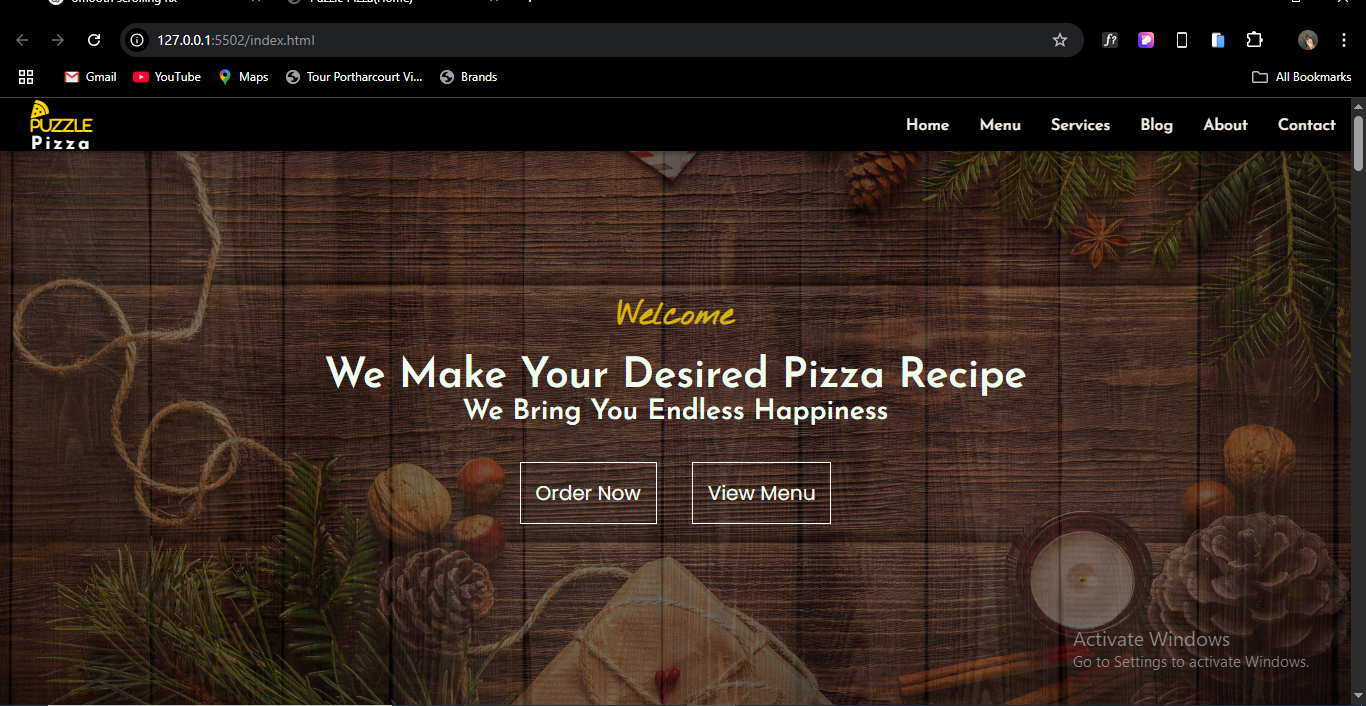 127.0.0.1:5502/index.html
Gmail YouTube Maps Tour Portharcourt Vi... Brands All Bookmarks
PUZZLE
Pizza
Home Menu Services Blog About Contact
Welcome
We Make Your Desired Pizza Recipe
We Bring You Endless Happiness
Order Now View Menu
Activate Windows
Go to Settings to activate Windows.